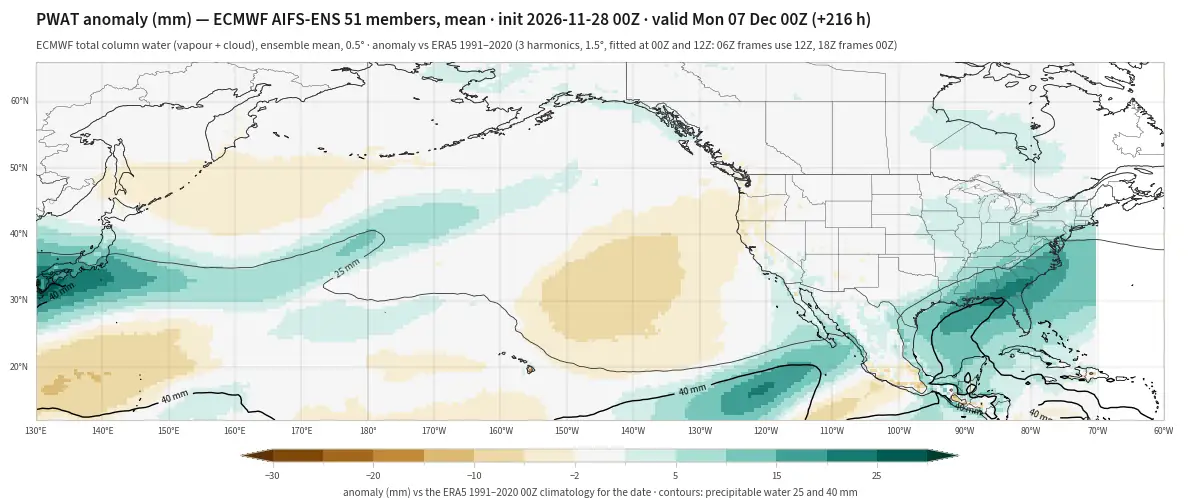 PWAT anomaly (mm) — ECMWF AIFS-ENS 51 members, mean · init 2026-11-28 00Z · valid Mon 07 Dec 00Z (+216 h)
ECMWF total column water (vapour + cloud), ensemble mean, 0.5° · anomaly vs ERA5 1991–2020 (3 harmonics, 1.5°, fitted at 00Z and 12Z: 06Z frames use 12Z, 18Z frames 00Z)
60°N
50°N
40°N
30°N
20°N
25 mm
40 mm
40 mm
40 mm
40 mm
40 mm
130°E 140°E 150°E 160°E 170°E 180° 170°W 160°W 150°W 140°W 130°W 120°W 110°W 100°W 90°W 80°W 70°W 60°W
−30 −20 −10 −2 5 15 25
anomaly (mm) vs the ERA5 1991–2020 00Z climatology for the date · contours: precipitable water 25 and 40 mm